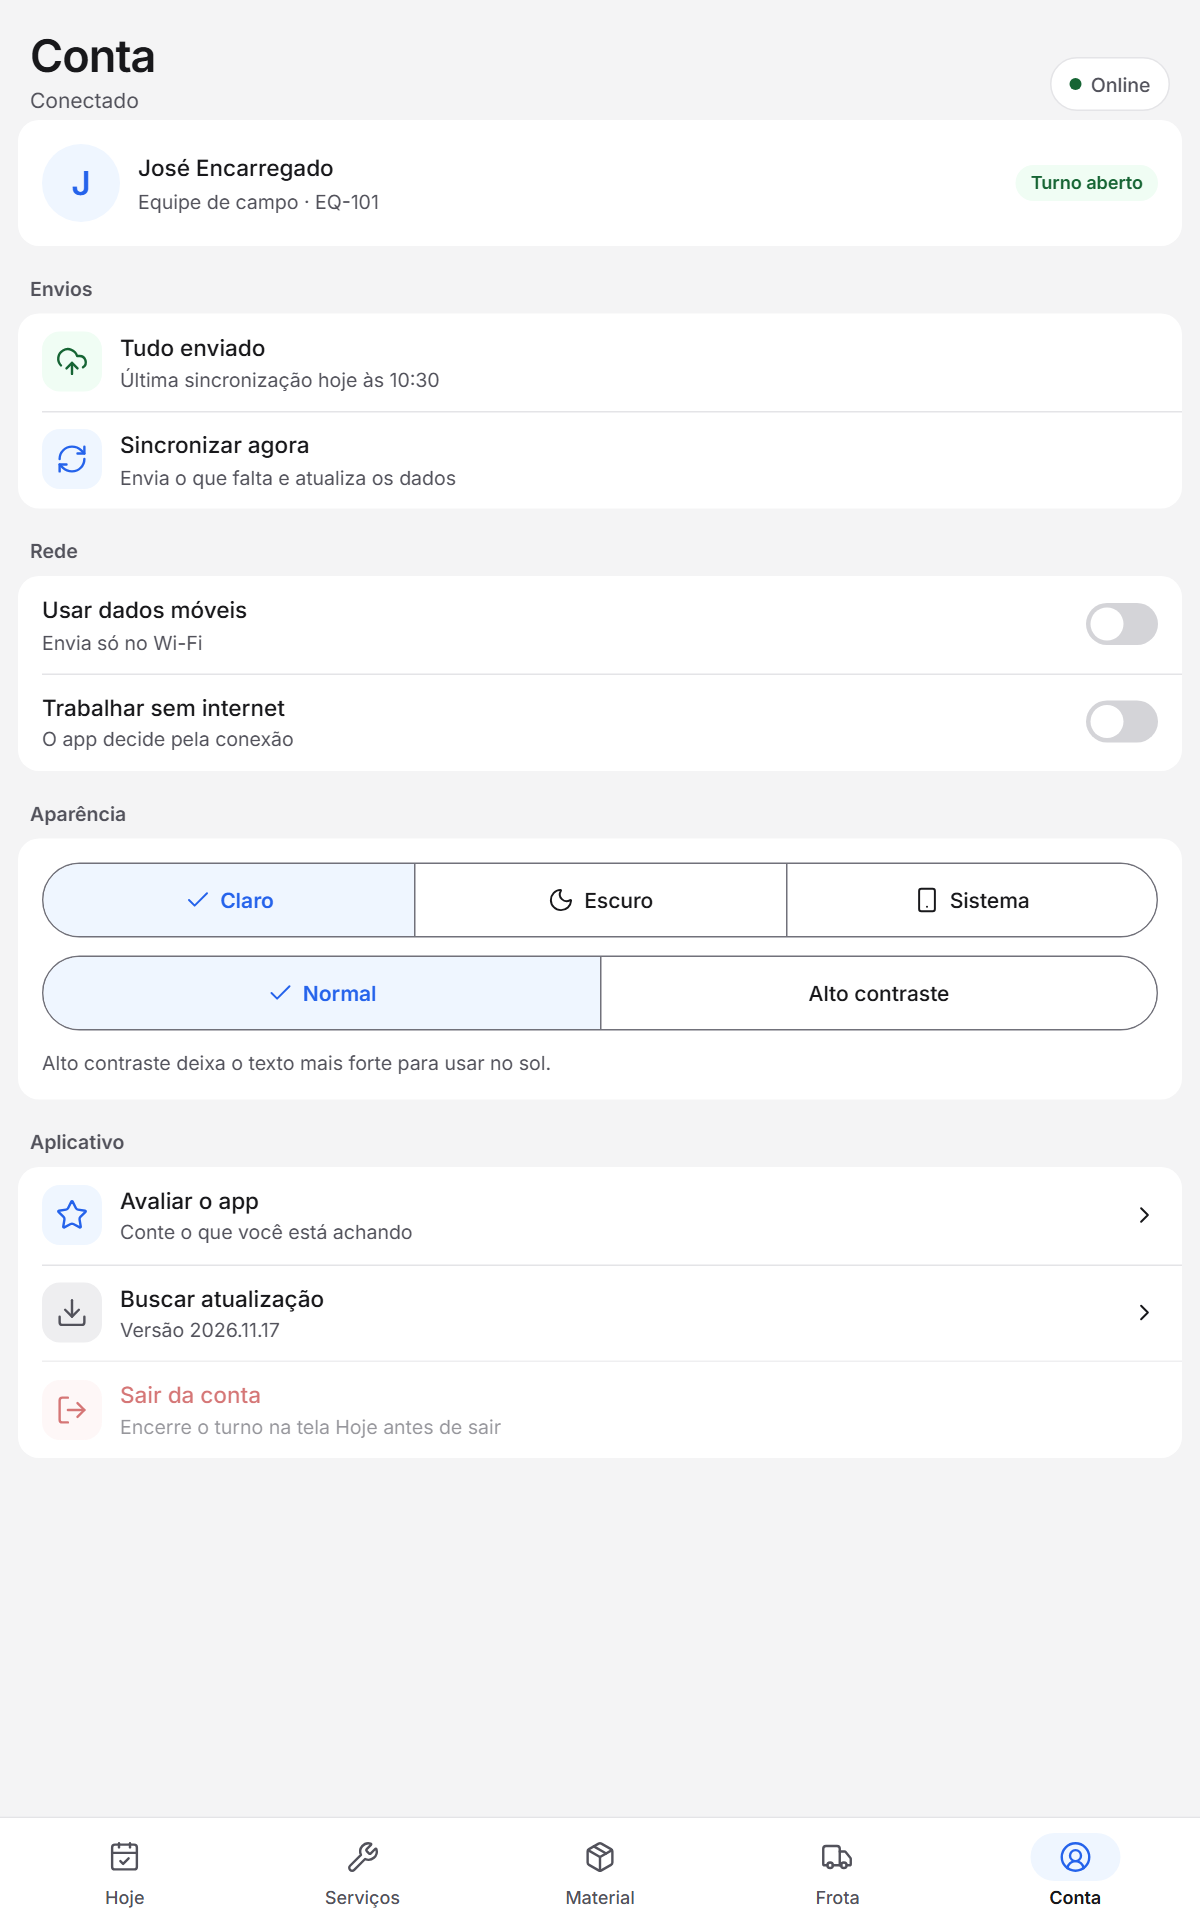 Conta
Conectado
Online
J
José Encarregado
Equipe de campo · EQ-101
Turno aberto
Envios
Tudo enviado
Última sincronização hoje às 10:30
Sincronizar agora
Envia o que falta e atualiza os dados
Rede
Usar dados móveis
Envia só no Wi-Fi
Trabalhar sem internet
O app decide pela conexão
Aparência
Claro
Escuro
Sistema
Normal
Alto contraste
Alto contraste deixa o texto mais forte para usar no sol.
Aplicativo
Avaliar o app
Conte o que você está achando
Buscar atualização
Versão 2026.11.17
Sair da conta
Encerre o turno na tela Hoje antes de sair
Hoje
Serviços
Material
Frota
Conta